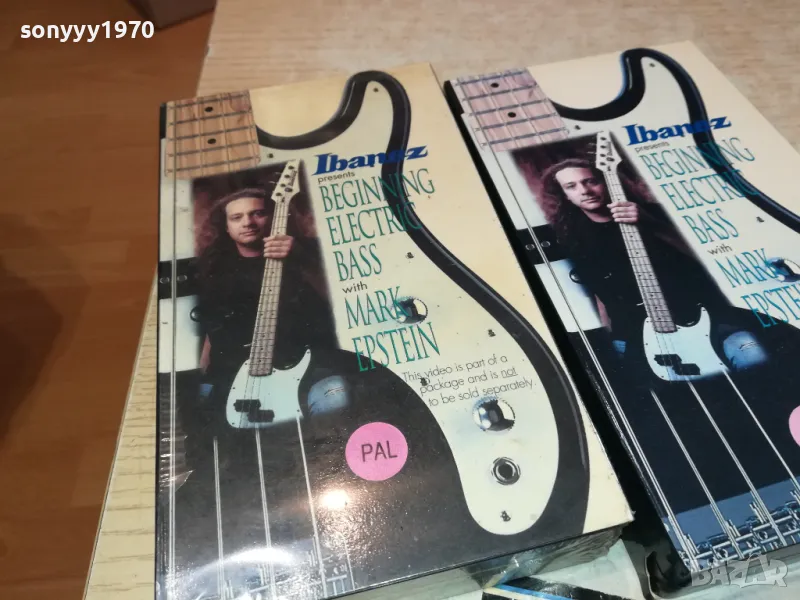 sonyyy1970
Ibanez
presents
BEGINNING
ELECTRIC
BASS
with
MARK
EPSTEIN
This video is part of a
package and is not
to be sold separately.
PAL
Ibanez
presents
BEGINNING
ELECTRIC
BASS
with
MARK
EPSTEIN
BAZAR